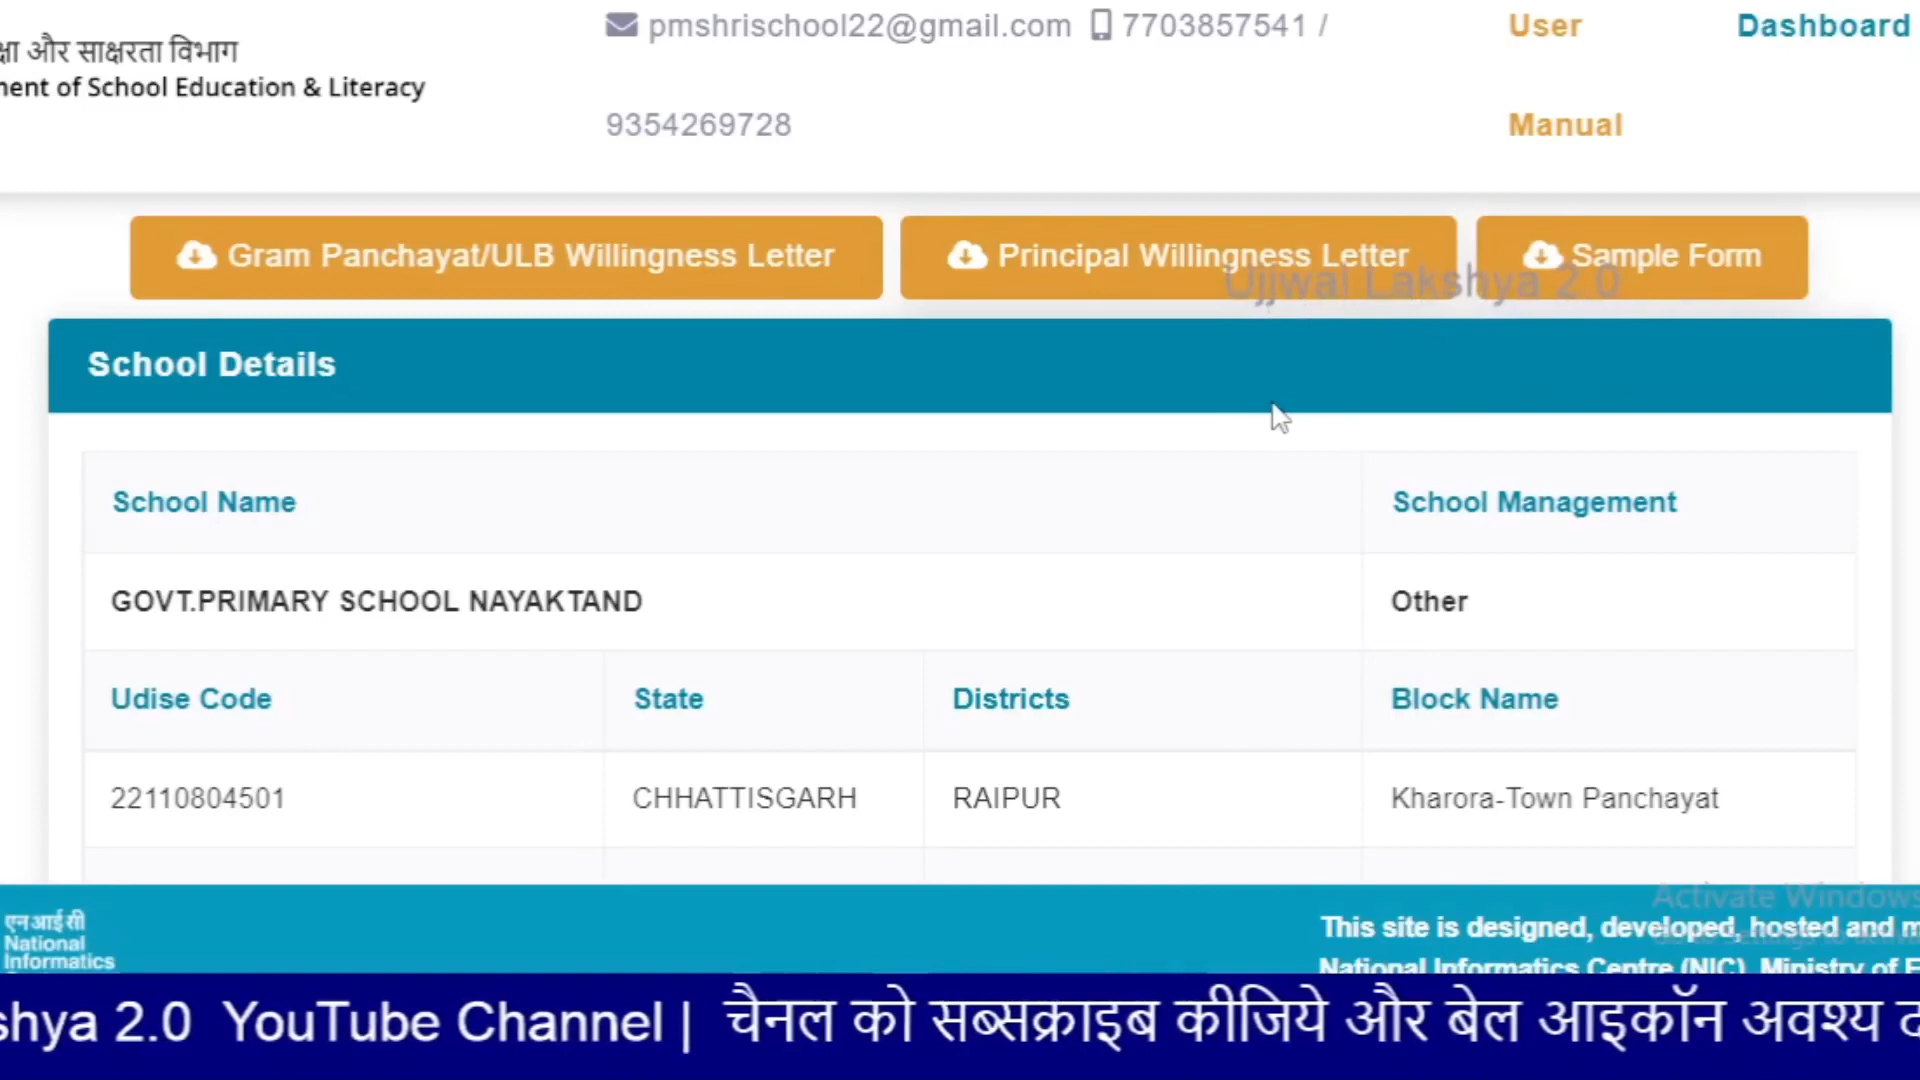 pmshrischool22@gmail.com 7703857541 / User Dashboard
और साक्षरता विभाग
of School Education & Literacy
9354269728 Manual
Gram Panchayat/ULB Willingness Letter Principal Willingness Letter Sample Form
Ujjwal Lakshya 2.0
School Details
School Name School Management
GOVT.PRIMARY SCHOOL NAYAKTAND Other
Udise Code State Districts Block Name
22110804501 CHHATTISGARH RAIPUR Kharora-Town Panchayat
Activate Windows
एन आई सी
National
Informatics
This site is designed, developed, hosted and
National Informatics Centre (NIC), Ministry of
shya 2.0 YouTube Channel | चैनल को सब्सक्राइब कीजिये और बेल आइकॉन अवश्य